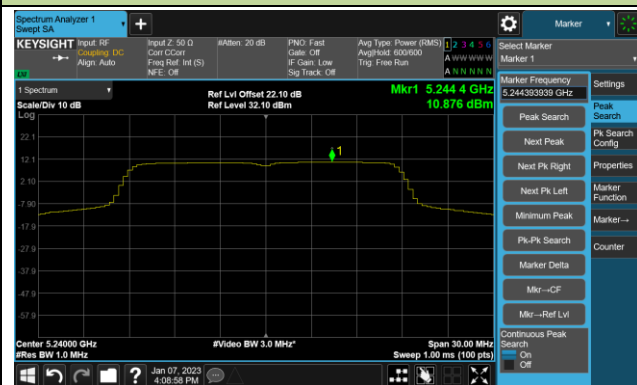 Spectrum Analyzer 1
Swept SA
Marker
KEYSIGHT
Input: RF
Coupling: DC
Align: Auto
Input Z: 50 Ω
Corr CCorr
Freq Ref: Int (S)
NFE: Off
#Atten: 20 dB
PNO: Fast
Gate: Off
IF Gain: Low
Sig Track: Off
Avg Type: Power (RMS)
Avg|Hold: 600/600
Trig: Free Run
1 2 3 4 5 6
A W W W W W
A N N N N N
Select Marker
Marker 1
1 Spectrum
Scale/Div 10 dB
Log
Ref Lvl Offset 22.10 dB
Ref Level 32.10 dBm
Mkr1 5.244 4 GHz
10.876 dBm
22.1
12.1
2.10
-7.90
-17.9
-27.9
-37.9
-47.9
-57.9
1
Center 5.24000 GHz
#Res BW 1.0 MHz
#Video BW 3.0 MHz*
Span 30.00 MHz
Sweep 1.00 ms (100 pts)
Marker Frequency
5.244393939 GHz
Peak Search
Next Peak
Next Pk Right
Next Pk Left
Minimum Peak
Pk-Pk Search
Marker Delta
Mkr→CF
Mkr→Ref Lvl
Continuous Peak
Search
On
Off
Settings
Peak
Search
Pk Search
Config
Properties
Marker
Function
Marker→
Counter
?
Jan 07, 2023
4:08:58 PM